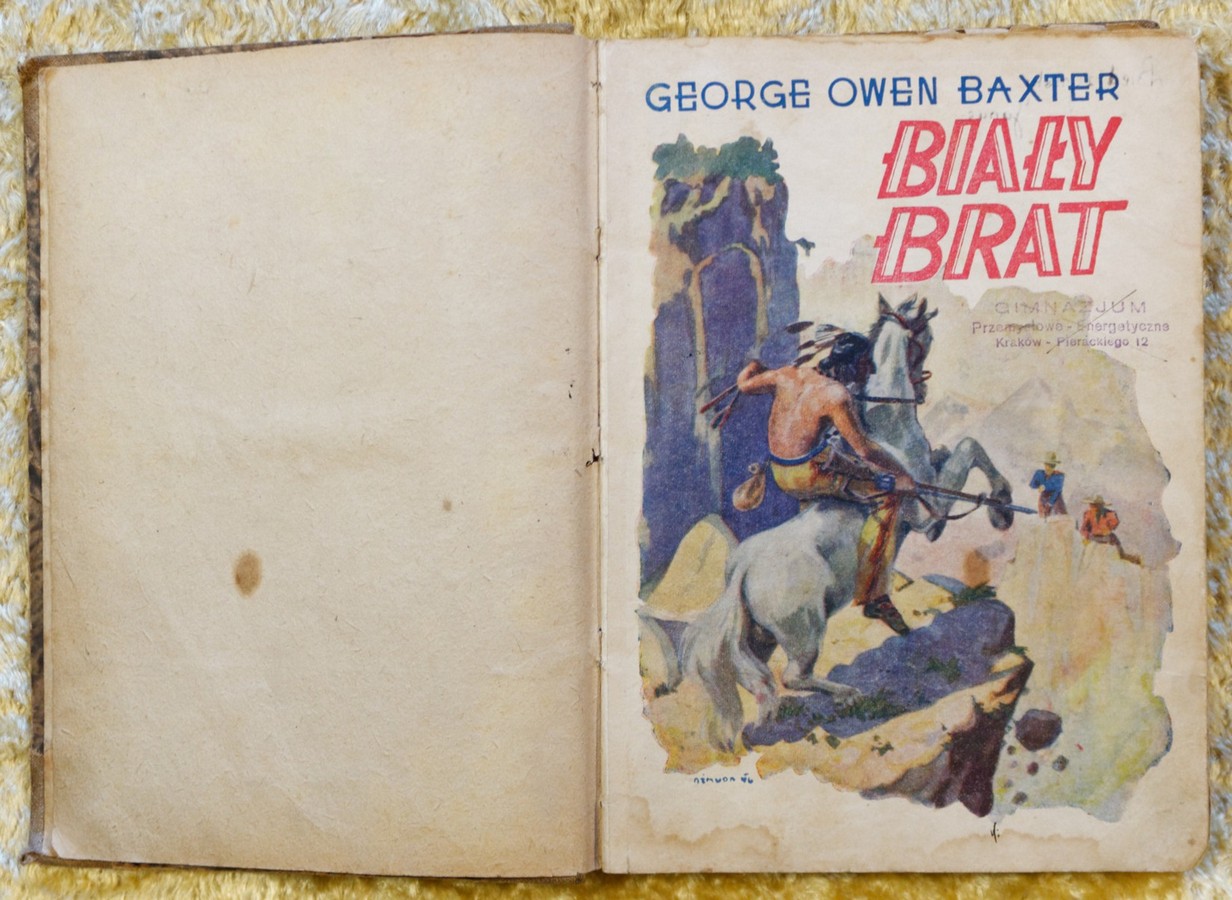 GEORGE OWEN BAXTER
BIAŁY
BRAT
GIMNAZJUM
Przemysłowo - Energetyczne
Kraków - Pierackiego 12